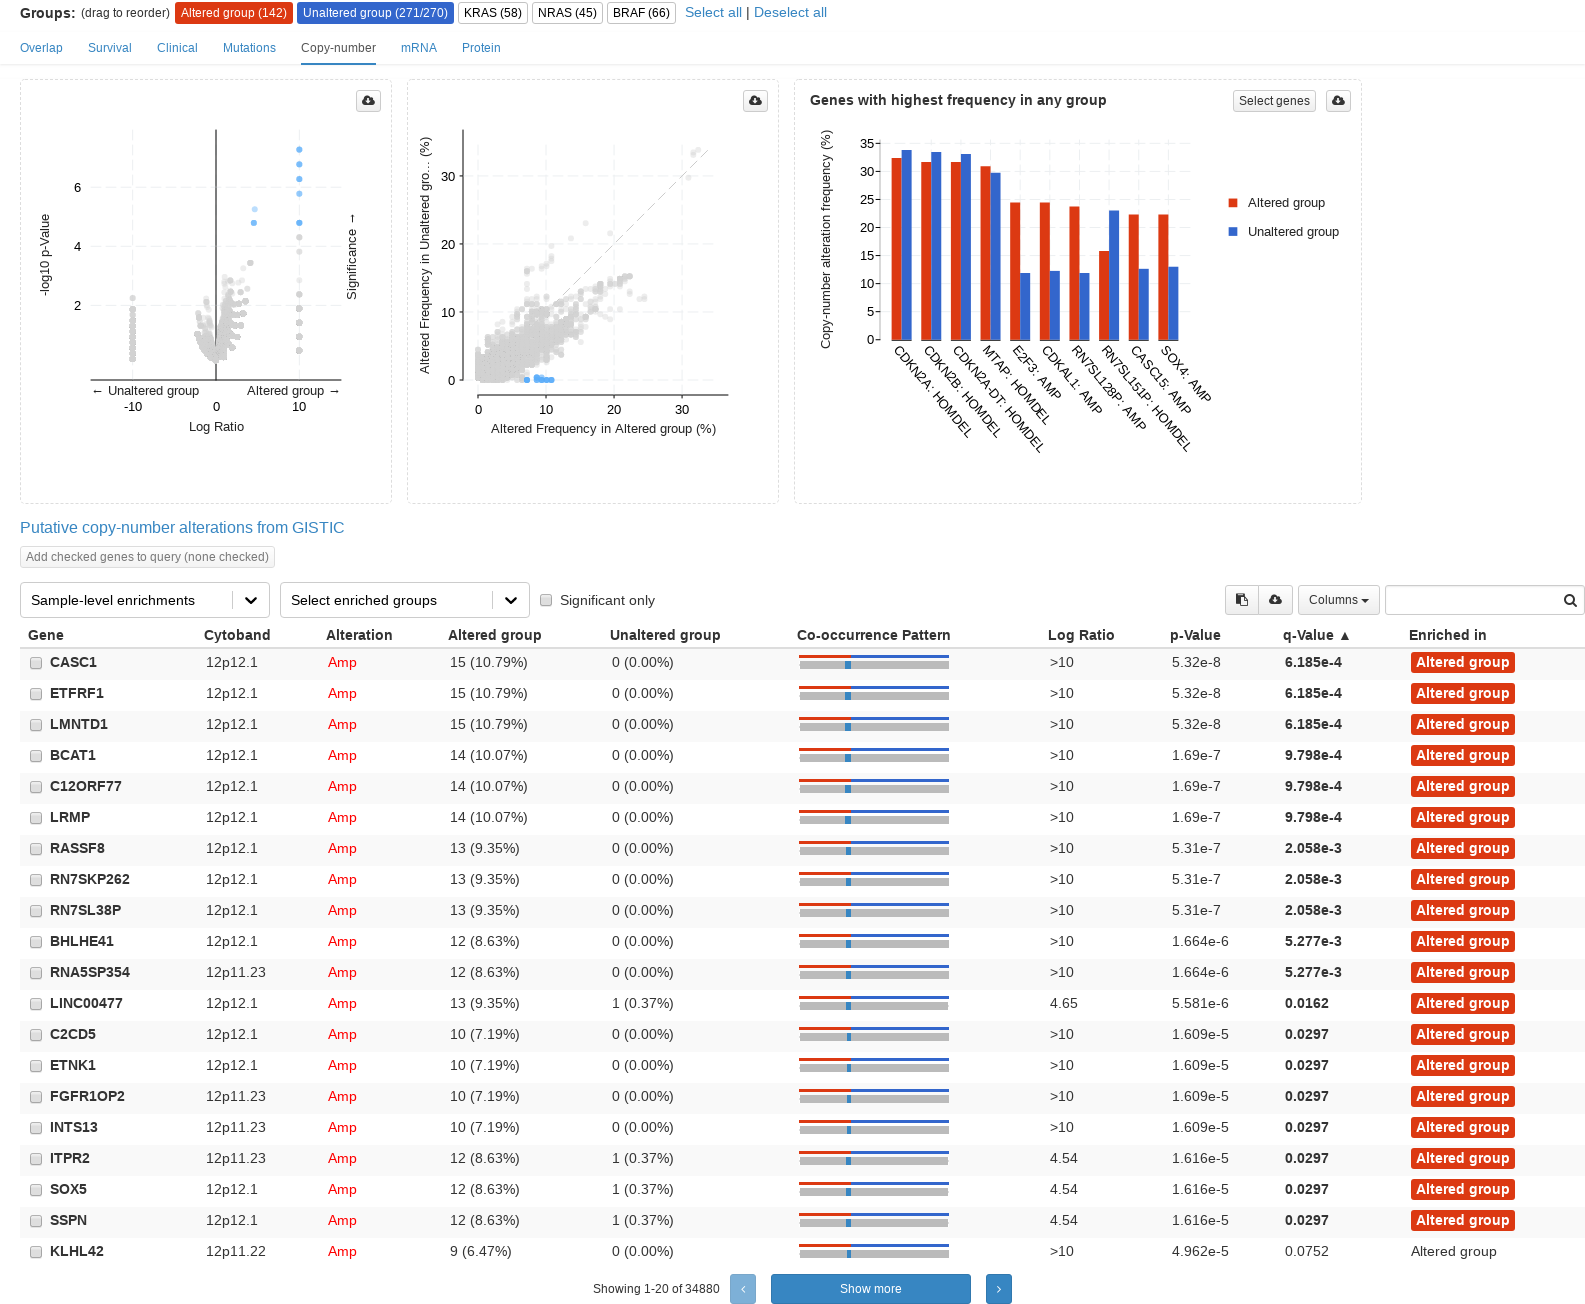 Groups: (drag to reorder) Altered group (142) Unaltered group (271/270) KRAS (58) NRAS (45) BRAF (66) Select all | Deselect all
Overlap Survival Clinical Mutations Copy-number mRNA Protein
-log10 p-Value
6
4
2
Significance →
← Unaltered group Altered group →
-10 0 10
Log Ratio
Altered Frequency in Unaltered gro... (%)
30
20
10
0
0 10 20 30
Altered Frequency in Altered group (%)
Genes with highest frequency in any group Select genes
Copy-number alteration frequency (%)
35
30
25
20
15
10
5
0
CDKN2A: HOMDEL
CDKN2B: HOMDEL
CDKN2A-DT: HOMDEL
MTAP: HOMDEL
E2F3: AMP
CDKAL1: AMP
RN7SL128P: AMP
RN7SL151P: HOMDEL
CASC15: AMP
SOX4: AMP
Altered group
Unaltered group
Putative copy-number alterations from GISTIC
Add checked genes to query (none checked)
Sample-level enrichments Select enriched groups Significant only Columns
Gene Cytoband Alteration Altered group Unaltered group Co-occurrence Pattern Log Ratio p-Value q-Value ▲ Enriched in
CASC1 12p12.1 Amp 15 (10.79%) 0 (0.00%) >10 5.32e-8 6.185e-4 Altered group
ETFRF1 12p12.1 Amp 15 (10.79%) 0 (0.00%) >10 5.32e-8 6.185e-4 Altered group
LMNTD1 12p12.1 Amp 15 (10.79%) 0 (0.00%) >10 5.32e-8 6.185e-4 Altered group
BCAT1 12p12.1 Amp 14 (10.07%) 0 (0.00%) >10 1.69e-7 9.798e-4 Altered group
C12ORF77 12p12.1 Amp 14 (10.07%) 0 (0.00%) >10 1.69e-7 9.798e-4 Altered group
LRMP 12p12.1 Amp 14 (10.07%) 0 (0.00%) >10 1.69e-7 9.798e-4 Altered group
RASSF8 12p12.1 Amp 13 (9.35%) 0 (0.00%) >10 5.31e-7 2.058e-3 Altered group
RN7SKP262 12p12.1 Amp 13 (9.35%) 0 (0.00%) >10 5.31e-7 2.058e-3 Altered group
RN7SL38P 12p12.1 Amp 13 (9.35%) 0 (0.00%) >10 5.31e-7 2.058e-3 Altered group
BHLHE41 12p12.1 Amp 12 (8.63%) 0 (0.00%) >10 1.664e-6 5.277e-3 Altered group
RNA5SP354 12p11.23 Amp 12 (8.63%) 0 (0.00%) >10 1.664e-6 5.277e-3 Altered group
LINC00477 12p12.1 Amp 13 (9.35%) 1 (0.37%) 4.65 5.581e-6 0.0162 Altered group
C2CD5 12p12.1 Amp 10 (7.19%) 0 (0.00%) >10 1.609e-5 0.0297 Altered group
ETNK1 12p12.1 Amp 10 (7.19%) 0 (0.00%) >10 1.609e-5 0.0297 Altered group
FGFR1OP2 12p11.23 Amp 10 (7.19%) 0 (0.00%) >10 1.609e-5 0.0297 Altered group
INTS13 12p11.23 Amp 10 (7.19%) 0 (0.00%) >10 1.609e-5 0.0297 Altered group
ITPR2 12p11.23 Amp 12 (8.63%) 1 (0.37%) 4.54 1.616e-5 0.0297 Altered group
SOX5 12p12.1 Amp 12 (8.63%) 1 (0.37%) 4.54 1.616e-5 0.0297 Altered group
SSPN 12p12.1 Amp 12 (8.63%) 1 (0.37%) 4.54 1.616e-5 0.0297 Altered group
KLHL42 12p11.22 Amp 9 (6.47%) 0 (0.00%) >10 4.962e-5 0.0752 Altered group
Showing 1-20 of 34880 ‹ Show more ›